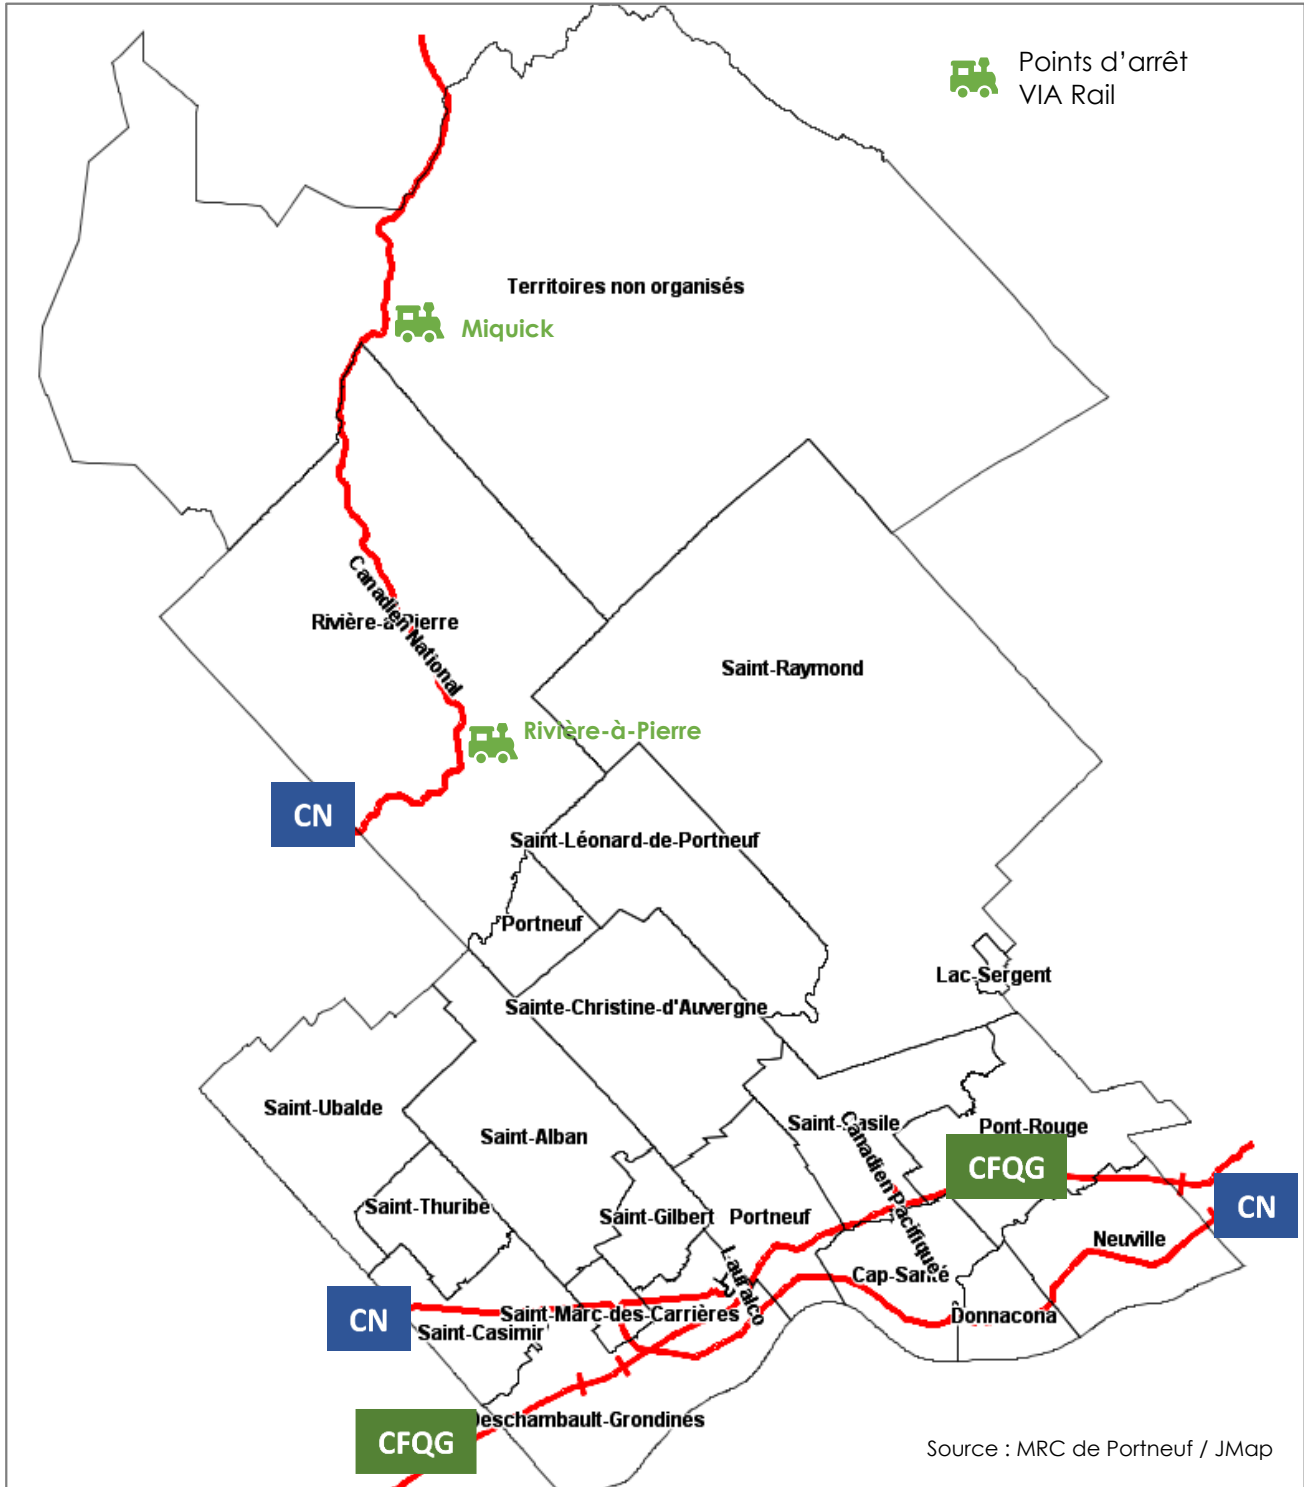 Points d'arrêt
VIA Rail
Territoires non organisés
Miquick
Canadien National
Rivière-à-Pierre
Saint-Raymond
Rivière-à-Pierre
CN
Saint-Léonard-de-Portneuf
Portneuf
Lac-Sergent
Sainte-Christine-d'Auvergne
Saint-Ubalde
Saint-Alban
Saint-Basile
Canadien Pacifique
Pont-Rouge
CFQG
Saint-Thuribe
Saint-Gilbert
Portneuf
CN
Neuville
Lauralco
Cap-Santé
CN
Saint-Marc-des-Carrières
Donnacona
Saint-Casimir
Deschambault-Grondines
CFQG
Source : MRC de Portneuf / JMap